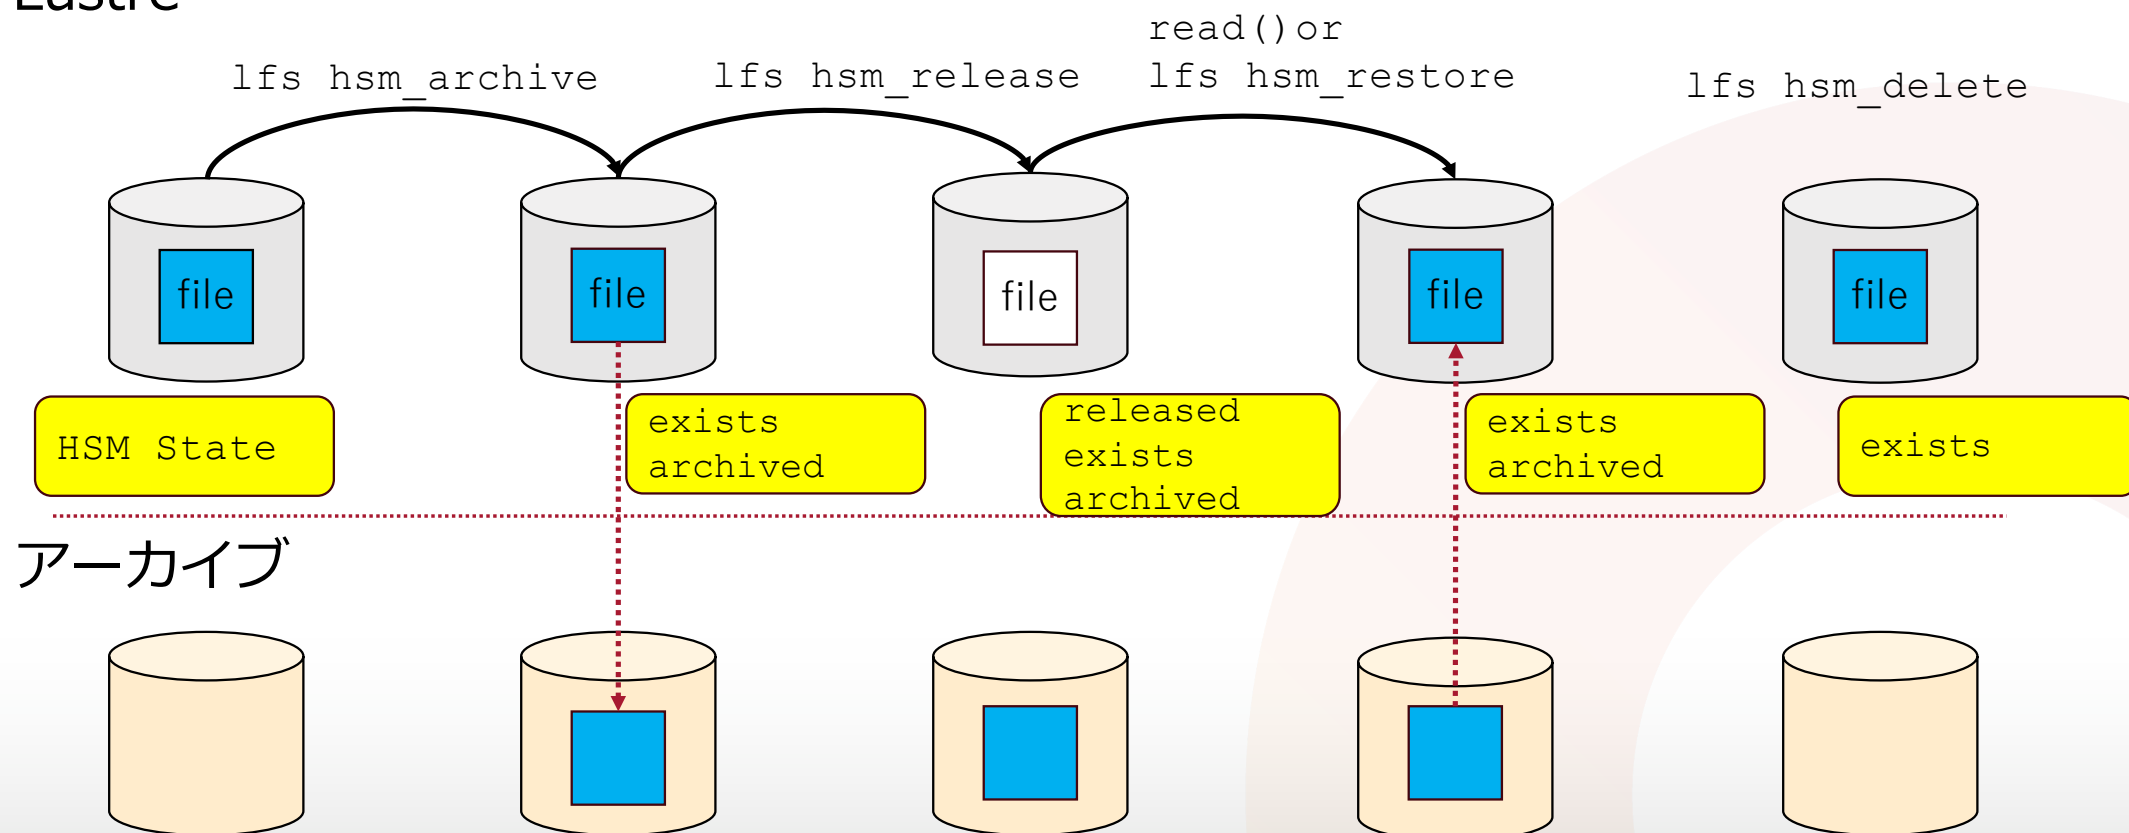 Lustre
read()or
lfs hsm_archive
lfs hsm_release
lfs hsm_restore
lfs hsm_delete
file
file
file
file
file
HSM State
exists
archived
released
exists
archived
exists
archived
exists
アーカイブ